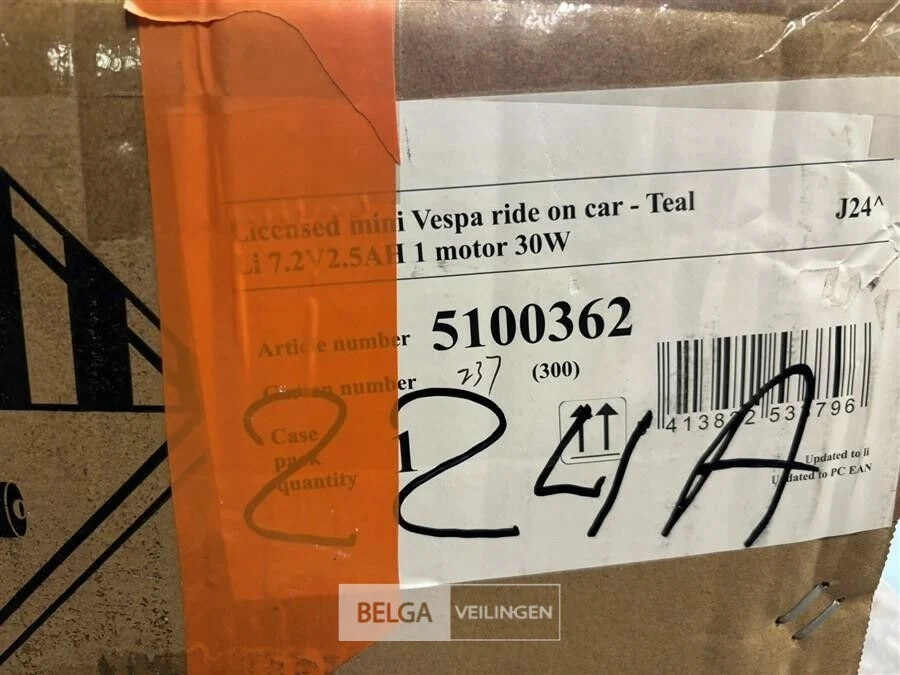 Licensed mini Vespa ride on car - Teal
J24^
Li 7.2V2.5AH 1 motor 30W
Article number 5100362
Carton number 237 (300)
Case pack quantity 1
224A
Updated to li
Updated to PC EAN
BELGA VEILINGEN